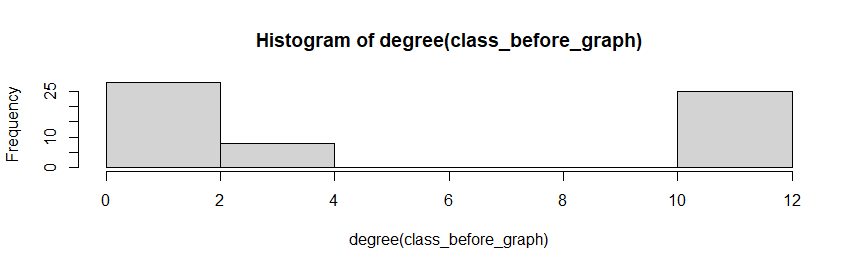 Histogram of degree(class_before_graph)
Frequency
0 10 25
0 2 4 6 8 10 12
degree(class_before_graph)